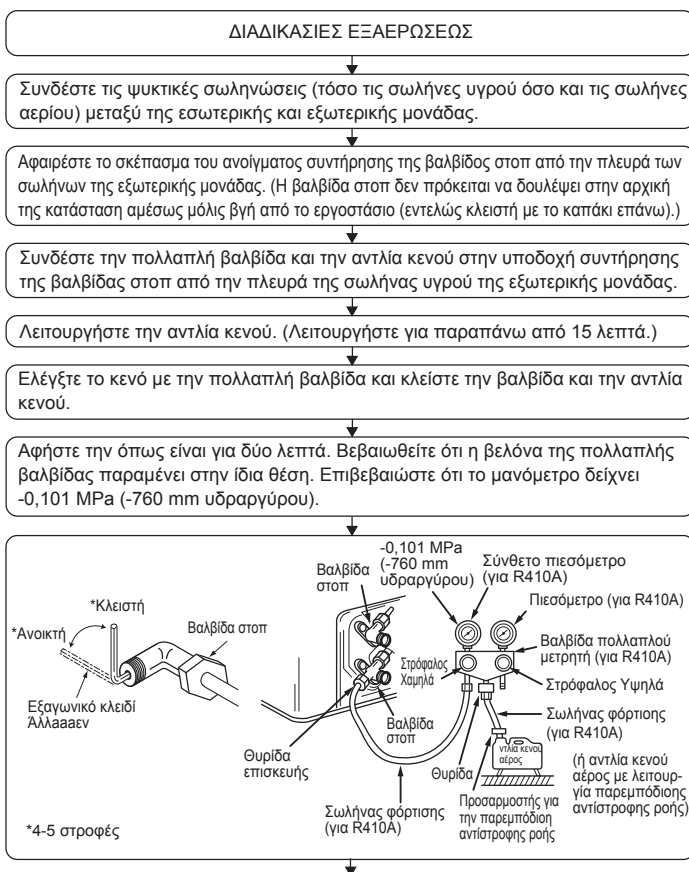 ΔΙΑΔΙΚΑΣΙΕΣ ΕΞΑΕΡΩΣΕΩΣ
Συνδέστε τις ψυκτικές σωληνώσεις (τόσο τις σωλήνες υγρού όσο και τις σωλήνες
αερίου) μεταξύ της εσωτερικής και εξωτερικής μονάδας.
Αφαιρέστε το σκέπασμα του ανοίγματος συντήρησης της βαλβίδος στοπ από την πλευρά των
σωλήνων της εξωτερικής μονάδας. (Η βαλβίδα στοπ δεν πρόκειται να δουλέψει στην αρχική
της κατάσταση αμέσως μόλις βγή από το εργοστάσιο (εντελώς κλειστή με το καπάκι επάνω).)
Συνδέστε την πολλαπλή βαλβίδα και την αντλία κενού στην υποδοχή συντήρησης
της βαλβίδας στοπ από την πλευρά της σωλήνας υγρού της εξωτερικής μονάδας.
Λειτουργήστε την αντλία κενού. (Λειτουργήστε για παραπάνω από 15 λεπτά.)
Ελέγξτε το κενό με την πολλαπλή βαλβίδα και κλείστε την βαλβίδα και την αντλία
κενού.
Αφήστε την όπως είναι για δύο λεπτά. Βεβαιωθείτε ότι η βελόνα της πολλαπλής
βαλβίδας παραμένει στην ίδια θέση. Επιβεβαιώστε ότι το μανόμετρο δείχνει
-0,101 MPa (-760 mm υδραργύρου).
*Κλειστή
*Ανοικτή
Βαλβίδα στοπ
Εξαγωνικό κλειδί
Άλλaaaεν
*4-5 στροφές
Βαλβίδα
στοπ
-0,101 MPa
(-760 mm
υδραργύρου)
Σύνθετο πιεσόμετρο
(για R410A)
Πιεσόμετρο (για R410A)
Βαλβίδα πολλαπλού
μετρητή (για R410A)
Στρόφαλος
Χαμηλά
Στρόφαλος Υψηλά
Βαλβίδα
στοπ
Θυρίδα
επισκευής
Σωλήνας φόρτισης
(για R410A)
Θυρίδα
Σωλήνας φόρτιοης
(για R410A)
ντλία κενού
αέρος
(ή αντλία κενού
αέρος με λειτουρ-
γία παρεμπόδιοης
αντίστροφης ροής)
Προσαρμοστής για
την παρεμπόδιση
αντίστροφης ροής